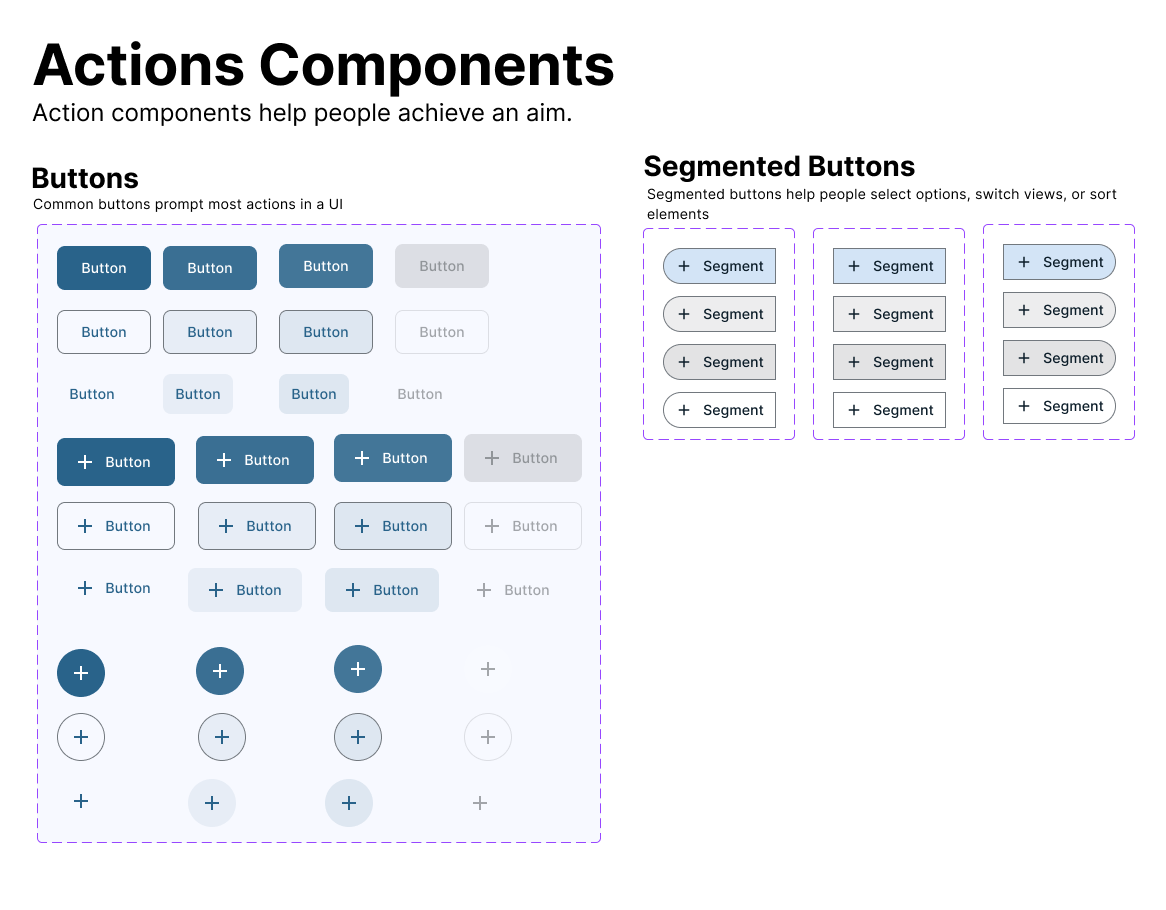 Actions Components
Action components help people achieve an aim.
Buttons
Common buttons prompt most actions in a UI
Button Button Button Button
Button Button Button Button
Button Button Button Button
Button Button Button Button
Button Button Button Button
Button Button Button Button
Segmented Buttons
Segmented buttons help people select options, switch views, or sort
elements
Segment Segment Segment
Segment Segment Segment
Segment Segment Segment
Segment Segment Segment